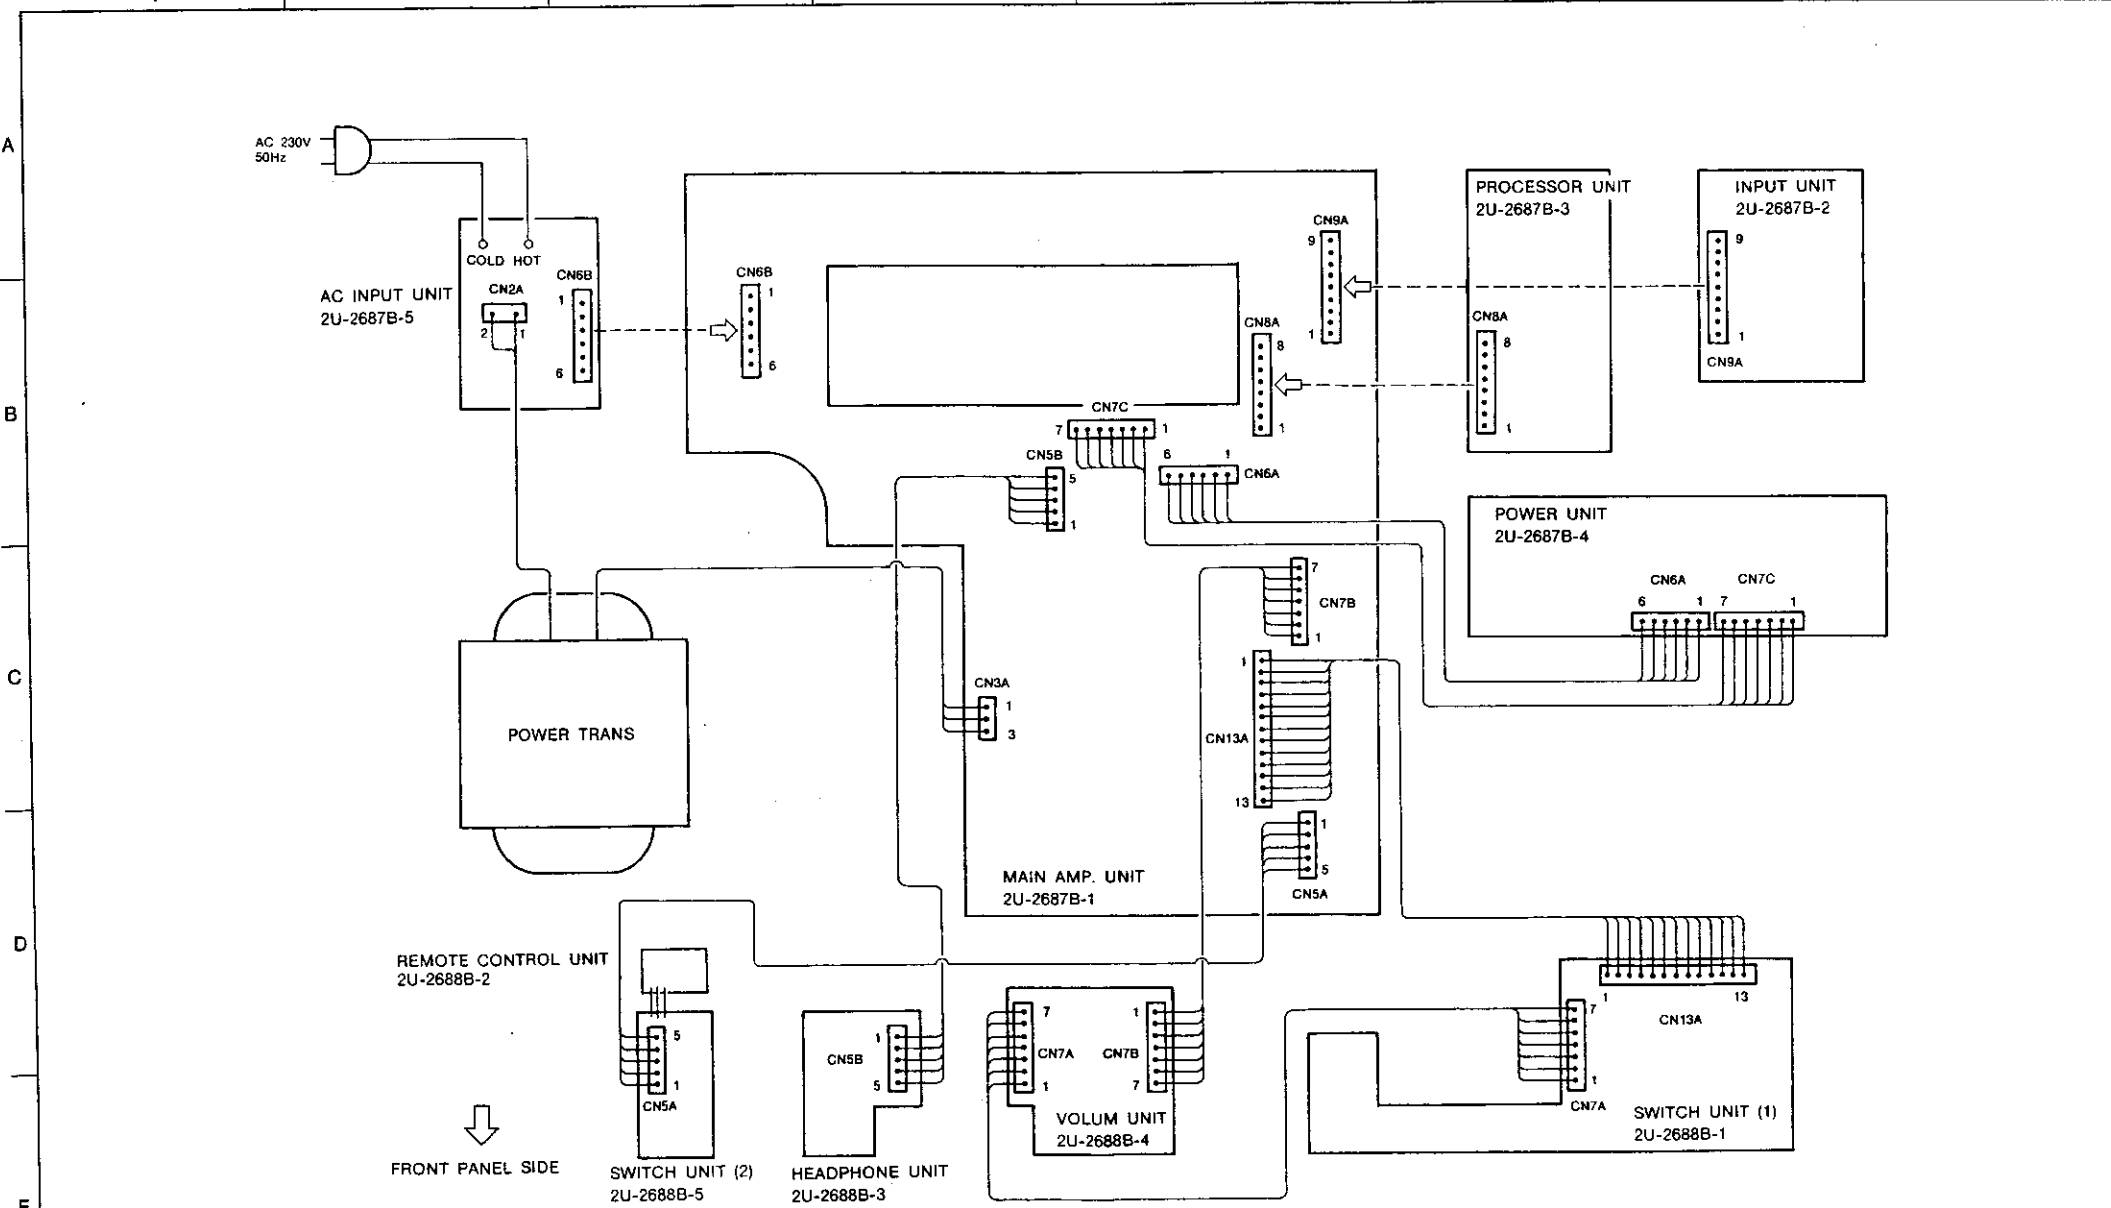 A
B
C
D
E
AC 230V
50Hz
COLD HOT
CN2A
2
1
CN6B
1
6
AC INPUT UNIT
2U-2687B-5
CN6B
1
6
CN9A
9
1
CN8A
8
1
CN7C
7
1
CN5B
5
1
6
1
CN6A
PROCESSOR UNIT
2U-2687B-3
CN8A
8
1
INPUT UNIT
2U-2687B-2
9
1
CN9A
POWER UNIT
2U-2687B-4
CN6A
CN7C
6
1
7
1
7
CN7B
1
POWER TRANS
CN3A
1
3
1
CN13A
13
1
5
CN5A
MAIN AMP. UNIT
2U-2687B-1
REMOTE CONTROL UNIT
2U-2688B-2
5
1
CN5A
SWITCH UNIT (2)
2U-2688B-5
FRONT PANEL SIDE
1
CN5B
5
HEADPHONE UNIT
2U-2688B-3
7
CN7A
1
1
CN7B
7
VOLUM UNIT
2U-2688B-4
1
13
CN13A
7
1
CN7A
SWITCH UNIT (1)
2U-2688B-1